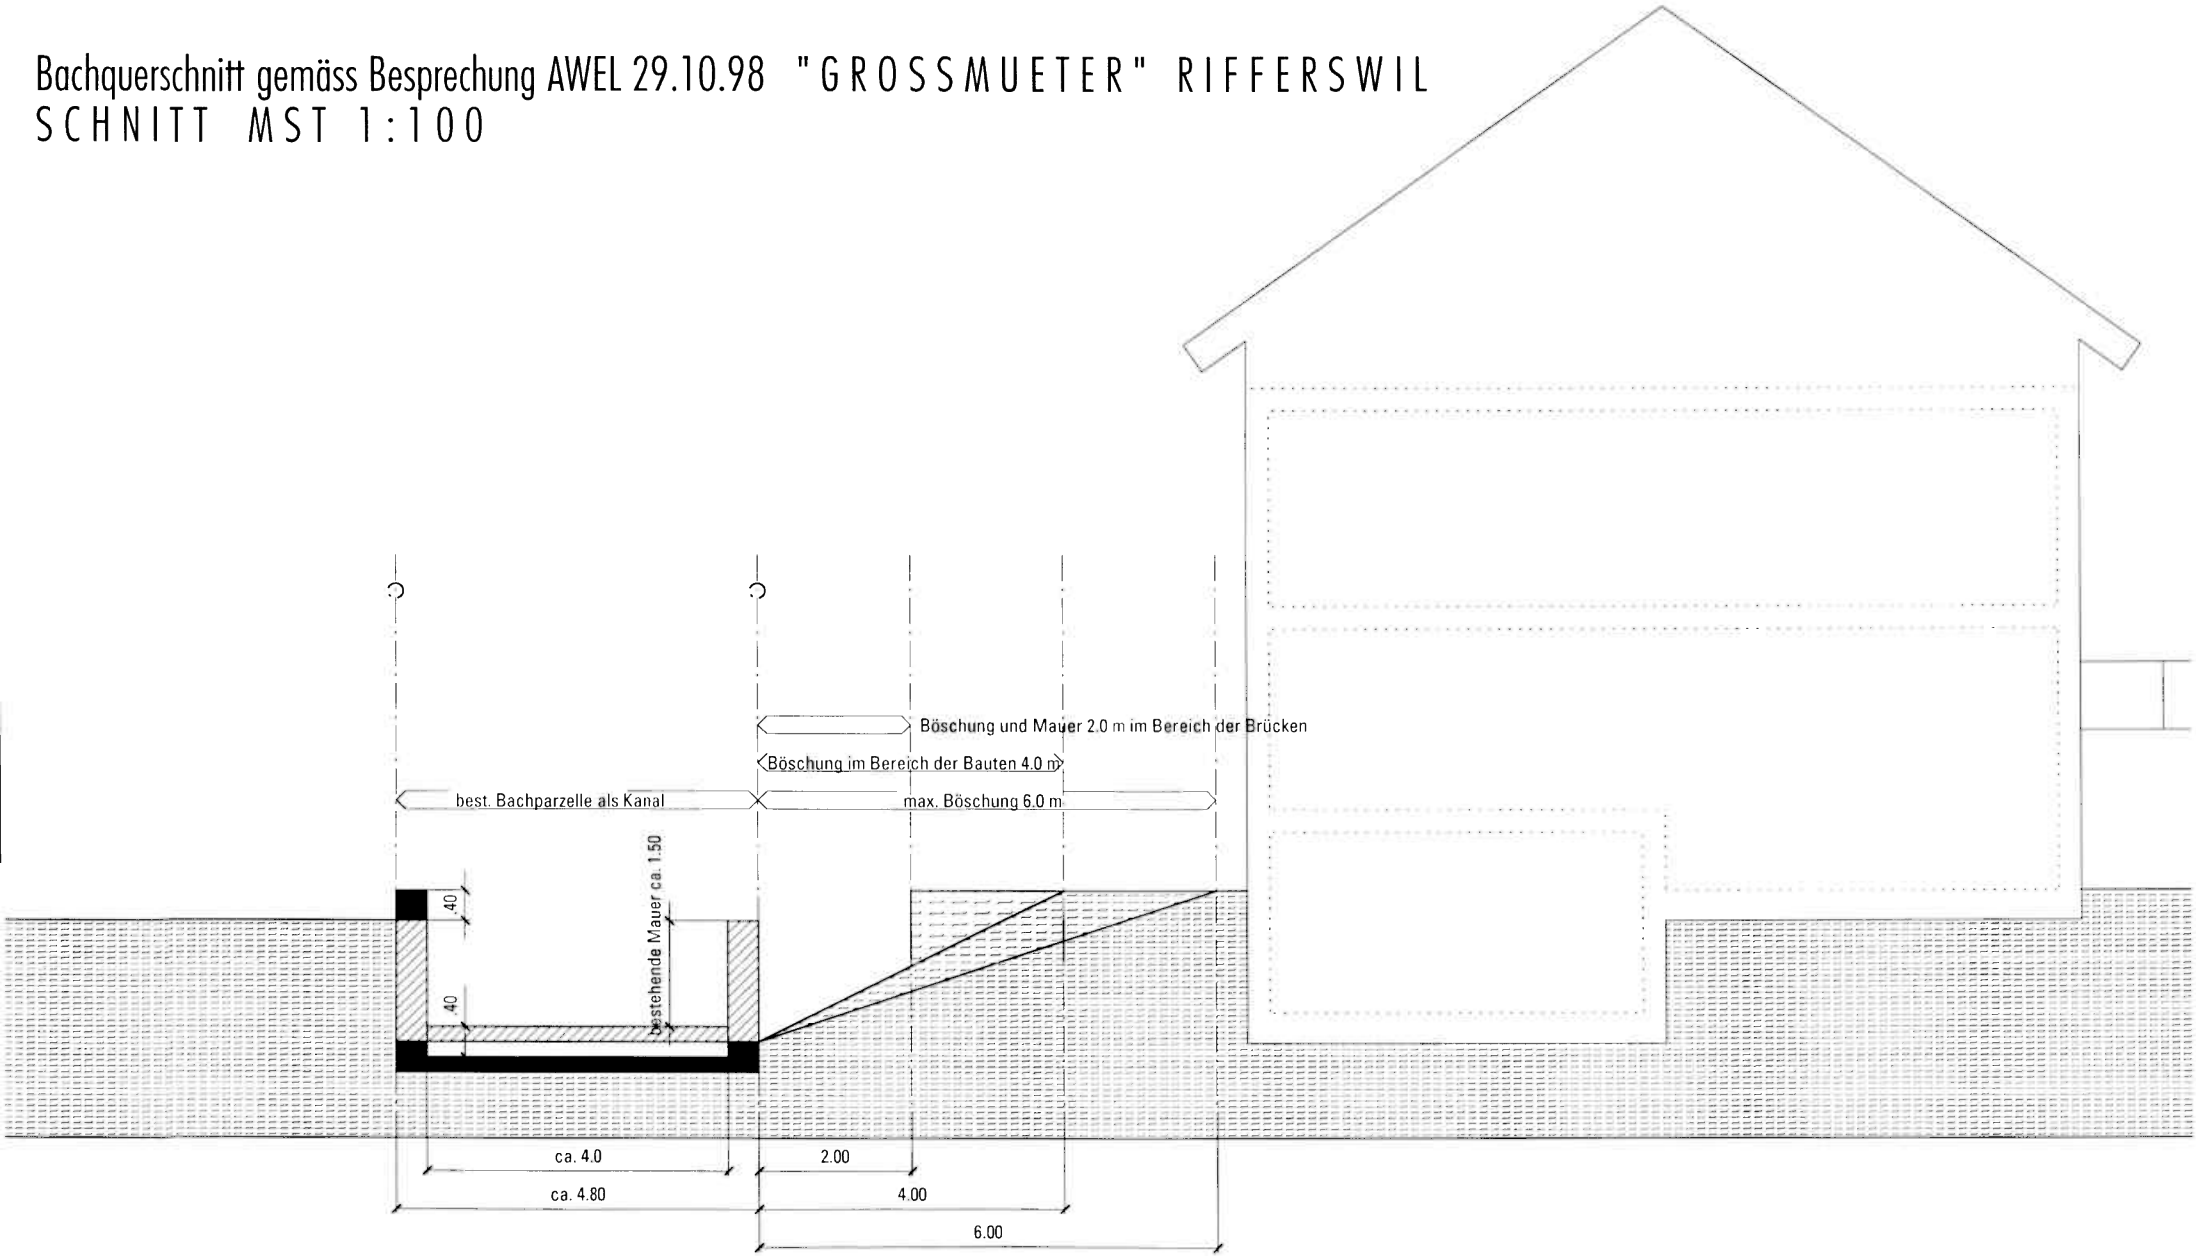 Bachquerschnitt gemäss Besprechung AWEL 29.10.98 "GROSSMUETER" RIFFERSWIL
SCHNITT MST 1:100
Böschung und Mauer 2.0 m im Bereich der Brücken
Böschung im Bereich der Bauten 4.0 m
best. Bachparzelle als Kanal
max. Böschung 6.0 m
bestehende Mauer ca. 1.50
.40
.40
ca. 4.0
2.00
ca. 4.80
4.00
6.00